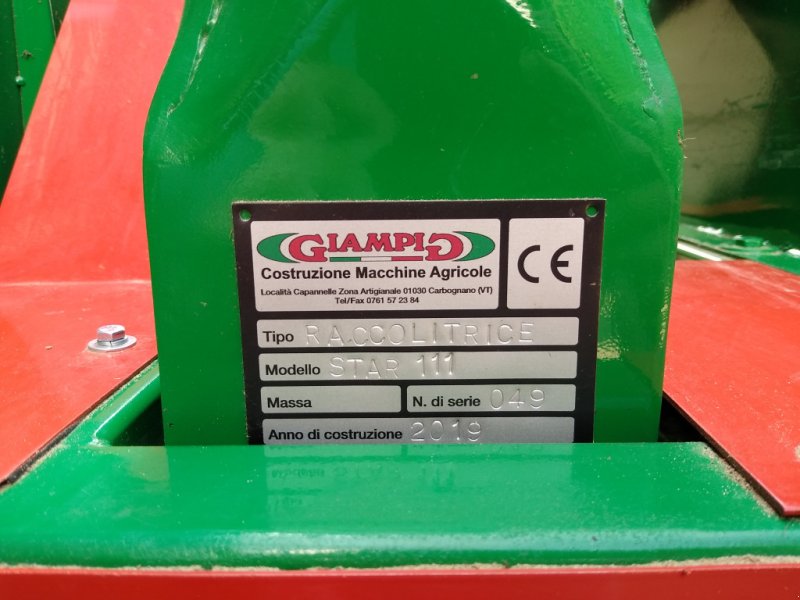 GIAMPIG
Costruzione Macchine Agricole
Località Capannelle Zona Artigianale 01030 Carbognano (VT)
Tel/Fax 0761 57 23 84
CE
Tipo RACCOLITRICE
Modello STAR 111
Massa
N. di serie 049
Anno di costruzione 2019